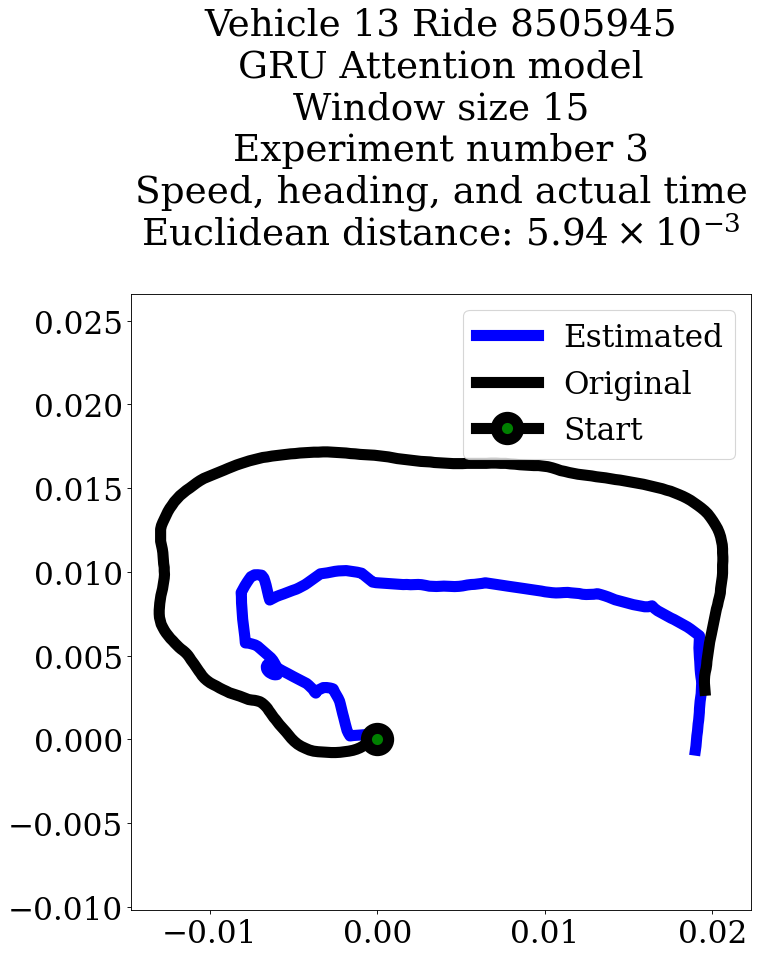 Vehicle 13 Ride 8505945
GRU Attention model
Window size 15
Experiment number 3
Speed, heading, and actual time
Euclidean distance: 5.94 × 10⁻³
Estimated
Original
Start
0.025
0.020
0.015
0.010
0.005
0.000
−0.005
−0.010
−0.01 0.00 0.01 0.02